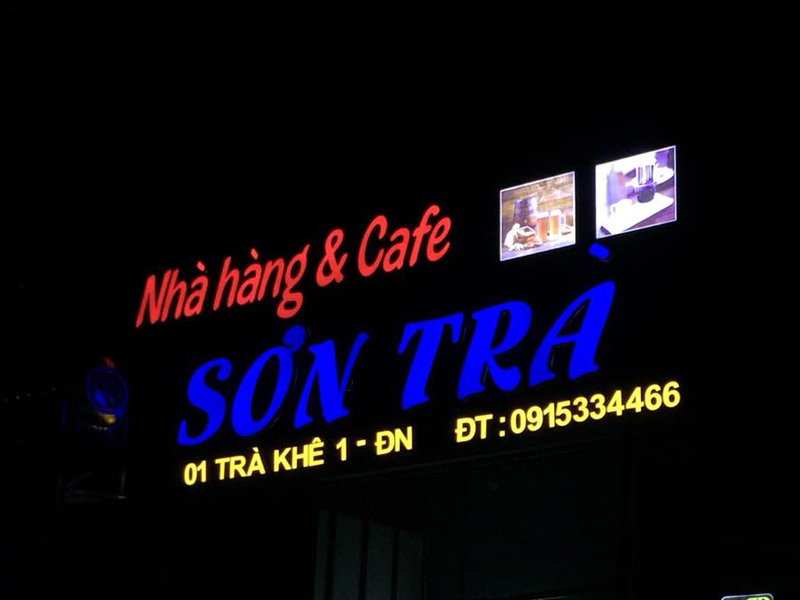 Nhà hàng & Cafe
SƠN TRÀ
01 TRÀ KHÊ 1 - ĐN ĐT : 0915334466